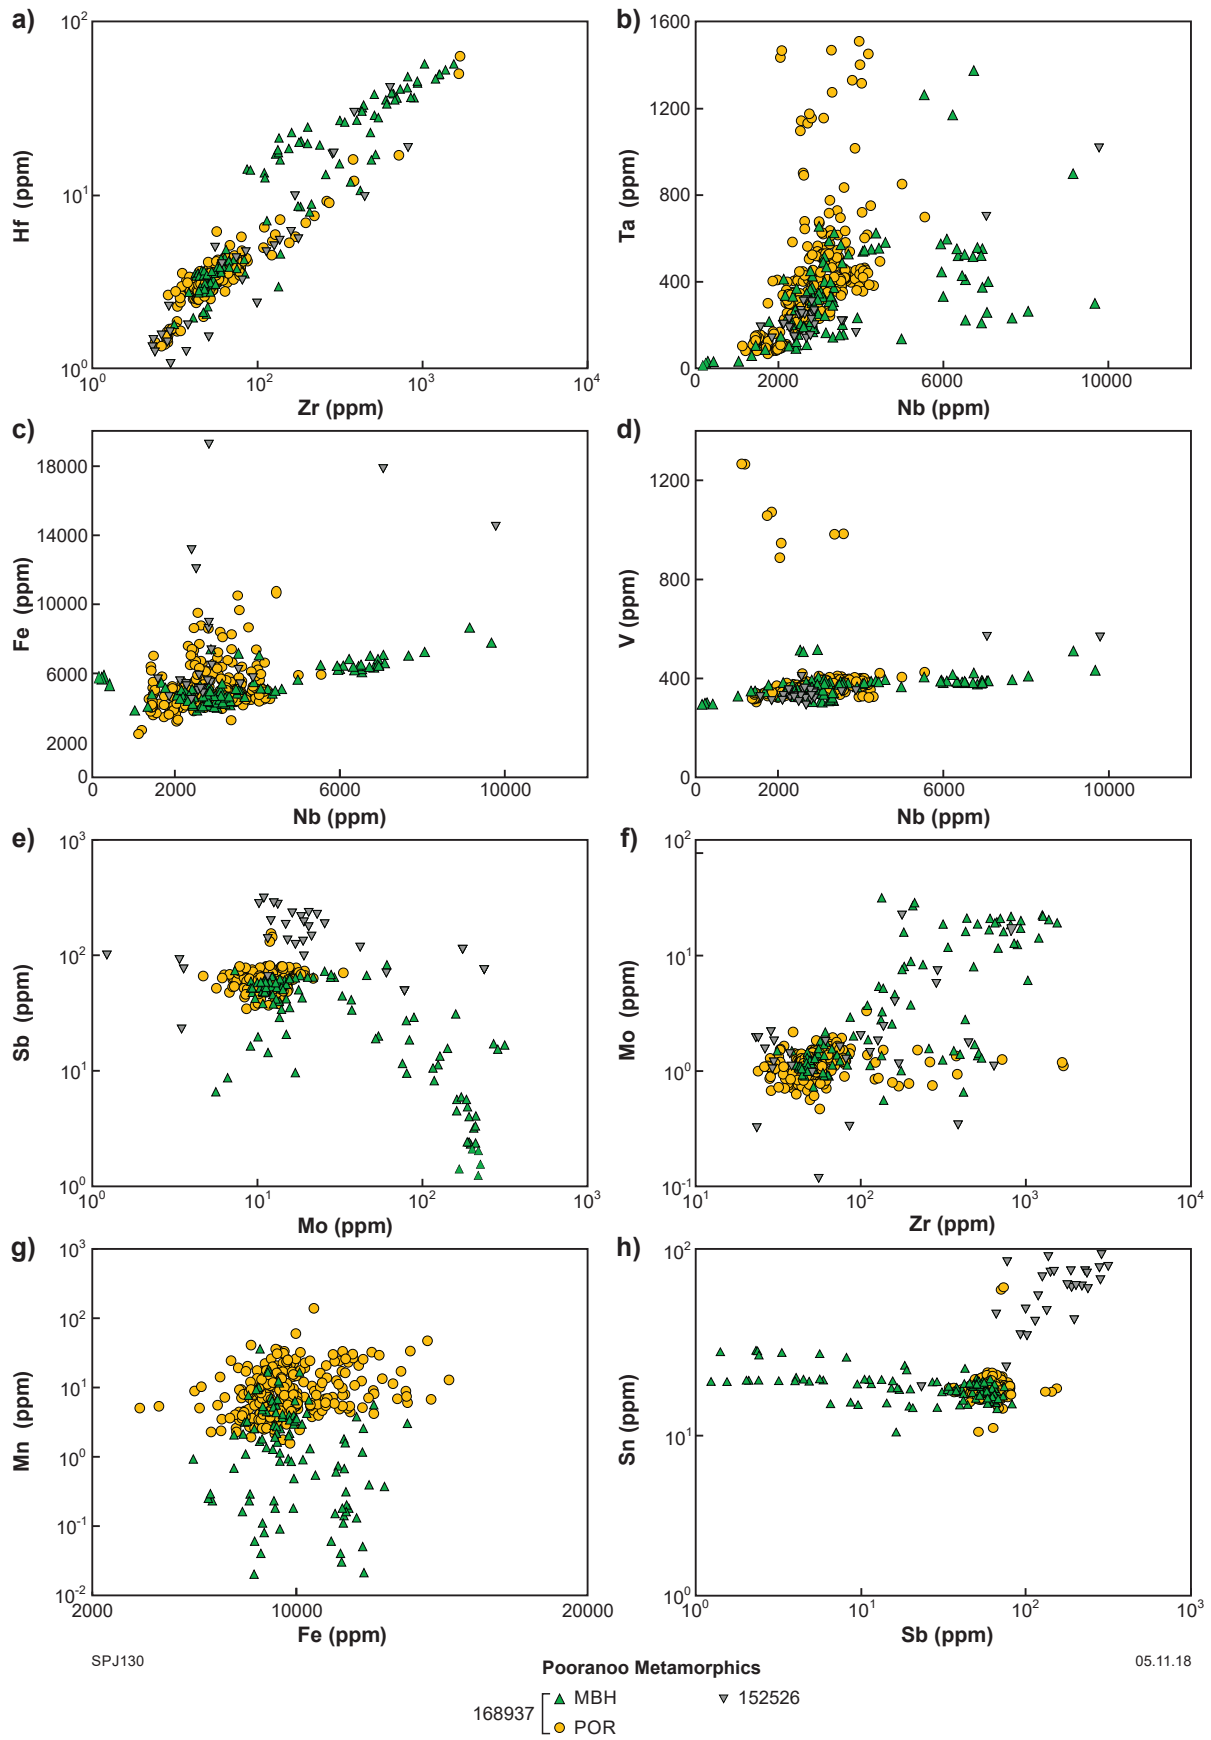 a)
10²
10¹
10⁰
Hf (ppm)
10⁰ 10² 10³ 10⁴
Zr (ppm)
b)
1600
1200
800
400
0
Ta (ppm)
0 2000 6000 10000
Nb (ppm)
c)
18000
14000
10000
6000
2000
0
Fe (ppm)
0 2000 6000 10000
Nb (ppm)
d)
1200
800
400
0
V (ppm)
0 2000 6000 10000
Nb (ppm)
e)
10³
10²
10¹
10⁰
Sb (ppm)
10⁰ 10¹ 10² 10³
Mo (ppm)
f)
10²
10¹
10⁰
10⁻¹
Mo (ppm)
10¹ 10² 10³ 10⁴
Zr (ppm)
g)
10³
10²
10¹
10⁰
10⁻¹
10⁻²
Mn (ppm)
2000 10000 20000
Fe (ppm)
h)
10²
10¹
10⁰
Sn (ppm)
10⁰ 10¹ 10² 10³
Sb (ppm)
SPJ130
05.11.18
Pooranoo Metamorphics
168937
MBH
POR
152526